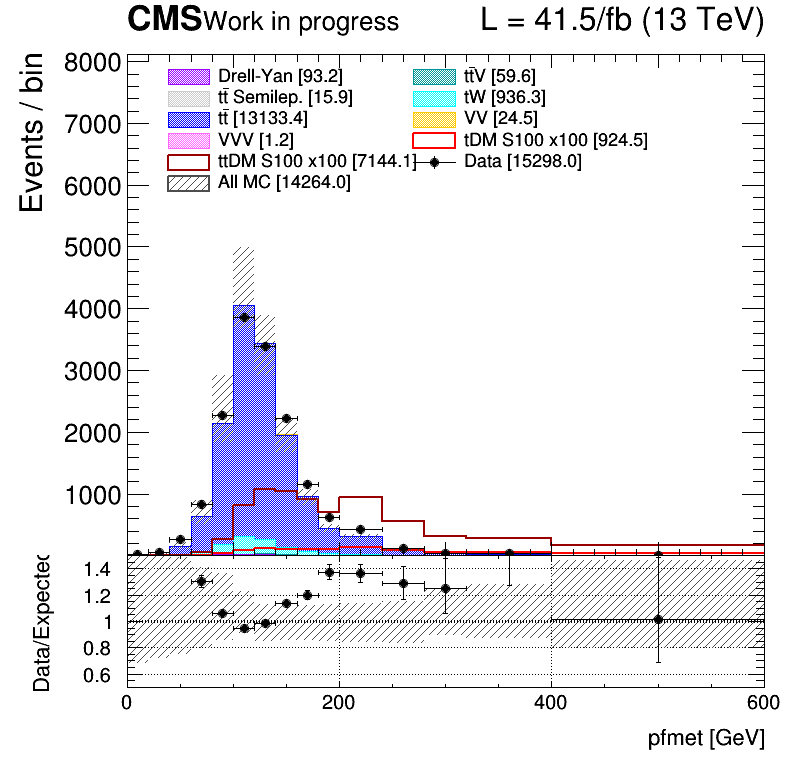 CMS Work in progress L = 41.5/fb (13 TeV)
Events / bin
8000
7000
6000
5000
4000
3000
2000
1000
Drell-Yan [93.2]
tt̄V [59.6]
tt̄ Semilep. [15.9]
tW [936.3]
tt̄ [13133.4]
VV [24.5]
VVV [1.2]
tDM S100 x100 [924.5]
ttDM S100 x100 [7144.1]
Data [15298.0]
All MC [14264.0]
Data/Expected
1.4
1.2
1
0.8
0.6
0 200 400 600
pfmet [GeV]